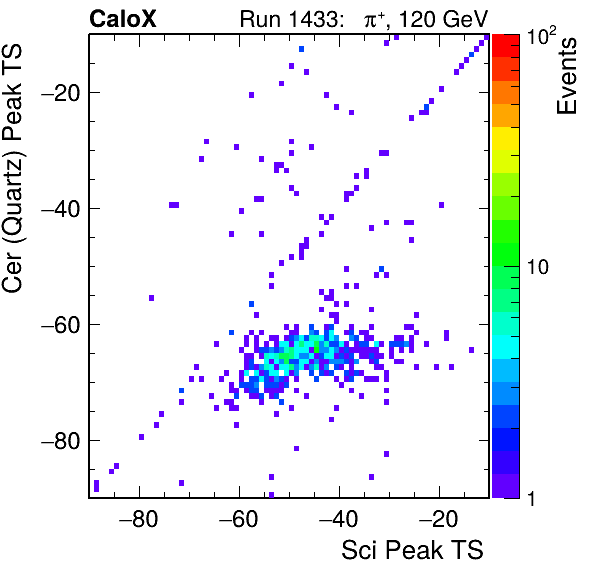 CaloX Run 1433: π⁺, 120 GeV
Cer (Quartz) Peak TS
−20
−40
−60
−80
−80 −60 −40 −20
Sci Peak TS
10²
10
1
Events